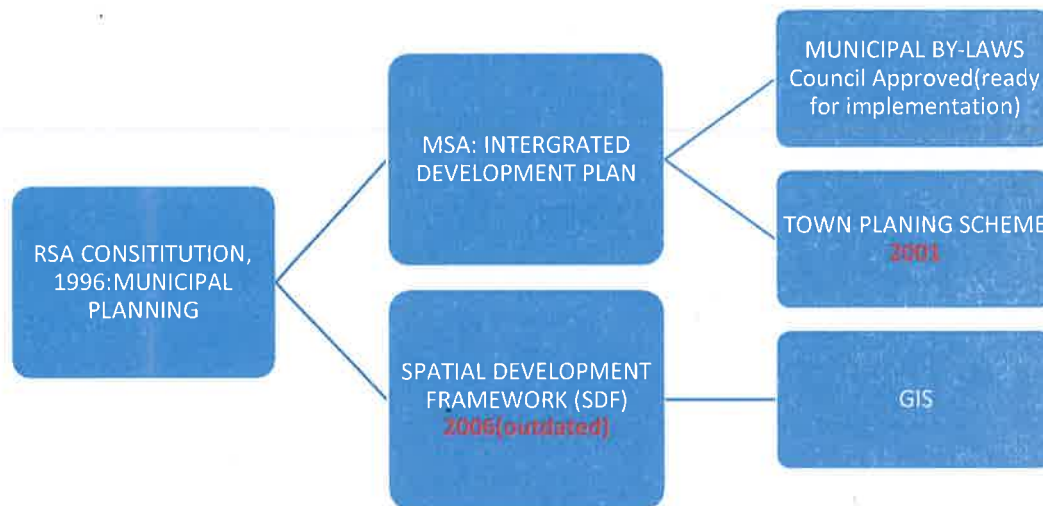 RSA CONSITITUTION,
1996:MUNICIPAL
PLANNING
MSA: INTERGRATED
DEVELOPMENT PLAN
SPATIAL DEVELOPMENT
FRAMEWORK (SDF)
2006(outdated)
MUNICIPAL BY-LAWS
Council Approved(ready
for implementation)
TOWN PLANING SCHEME
2001
GIS